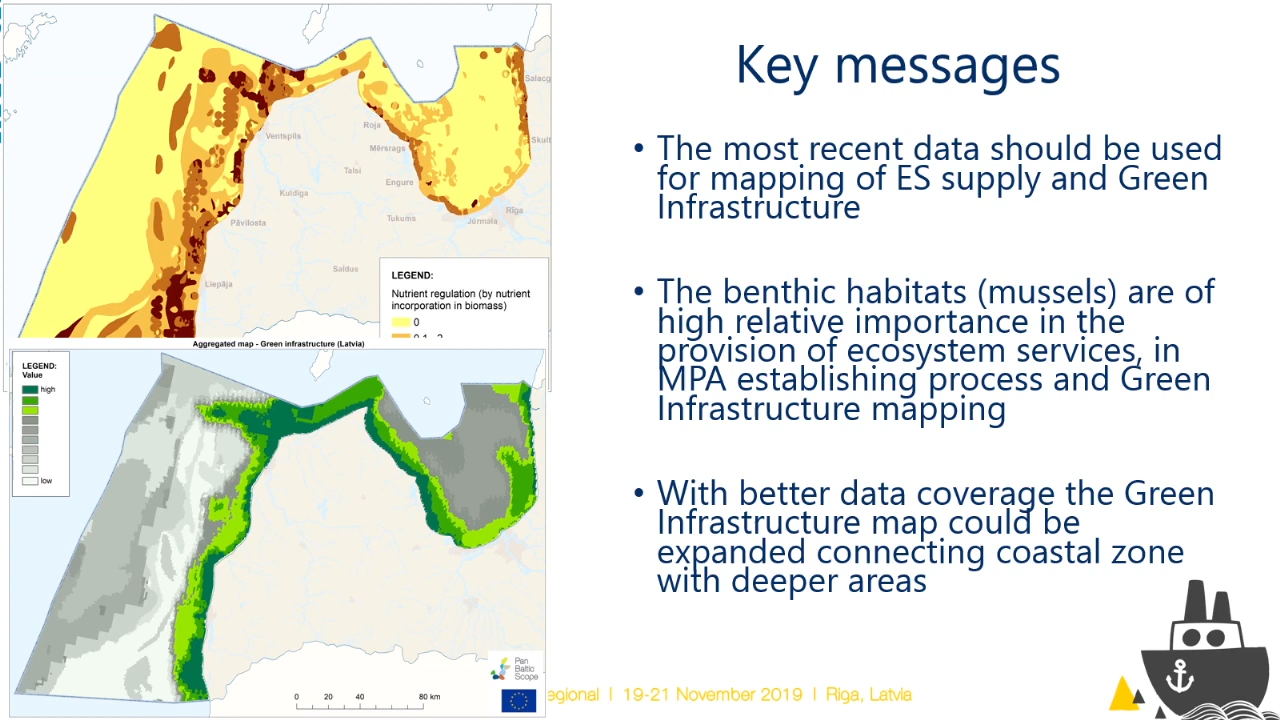 Salacg
Ventspils
Roja
Skult
Mērsrags
Talsi
Engure
Kuldīga
Rīga
Tukums
Jūrmala
Pāvilosta
Saldus
Liepāja
LEGEND:
Nutrient regulation (by nutrient
incorporation in biomass)
0
Aggregated map - Green infrastructure (Latvia)
LEGEND:
Value
high
low
0 20 40 80 km
Pan
Baltic
Scope
Key messages
• The most recent data should be used
for mapping of ES supply and Green
Infrastructure
• The benthic habitats (mussels) are of
high relative importance in the
provision of ecosystem services, in
MPA establishing process and Green
Infrastructure mapping
• With better data coverage the Green
Infrastructure map could be
expanded connecting coastal zone
with deeper areas
egional | 19-21 November 2019 | Riga, Latvia